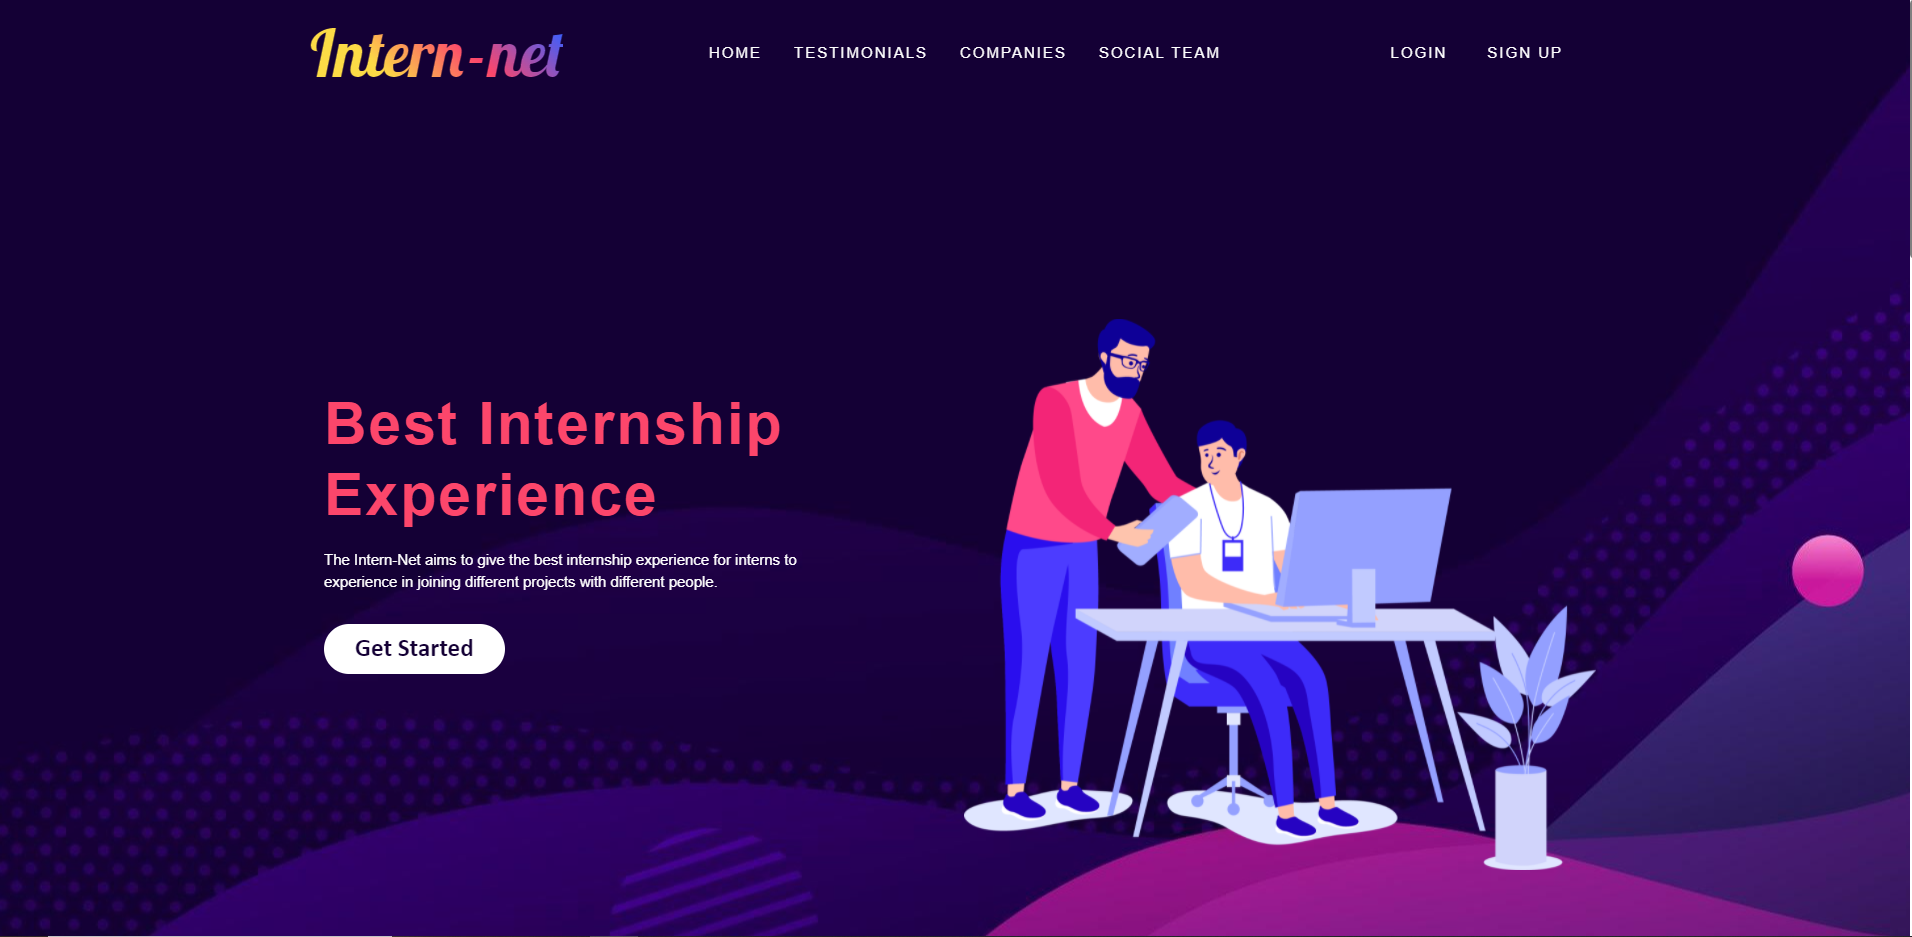 Intern-net
HOME TESTIMONIALS COMPANIES SOCIAL TEAM LOGIN SIGN UP
Best Internship
Experience
The Intern-Net aims to give the best internship experience for interns to
experience in joining different projects with different people.
Get Started